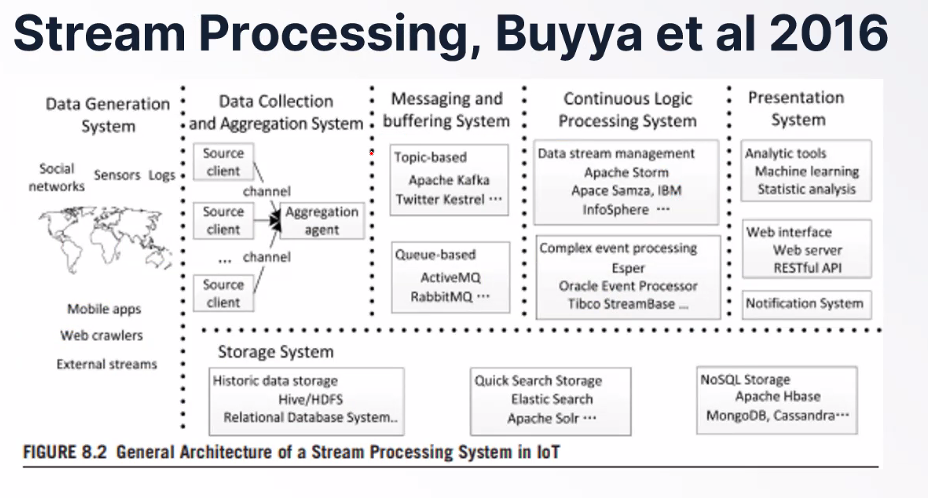 Stream Processing, Buyya et al 2016
Data Generation
System
Social
networks
Sensors Logs
Mobile apps
Web crawlers
External streams
Data Collection
and Aggregation System
Source
client
channel
Source
client
Aggregation
agent
... channel
Source
client
Messaging and
buffering System
Topic-based
Apache Kafka
Twitter Kestrel ...
Queue-based
ActiveMQ
RabbitMQ ...
Continuous Logic
Processing System
Data stream management
Apache Storm
Apace Samza, IBM
InfoSphere ...
Complex event processing
Esper
Oracle Event Processor
Tibco StreamBase ...
Presentation
System
Analytic tools
Machine learning
Statistic analysis
Web interface
Web server
RESTful API
Notification System
Storage System
Historic data storage
Hive/HDFS
Relational Database System..
Quick Search Storage
Elastic Search
Apache Solr ...
NoSQL Storage
Apache Hbase
MongoDB, Cassandra...
FIGURE 8.2 General Architecture of a Stream Processing System in IoT